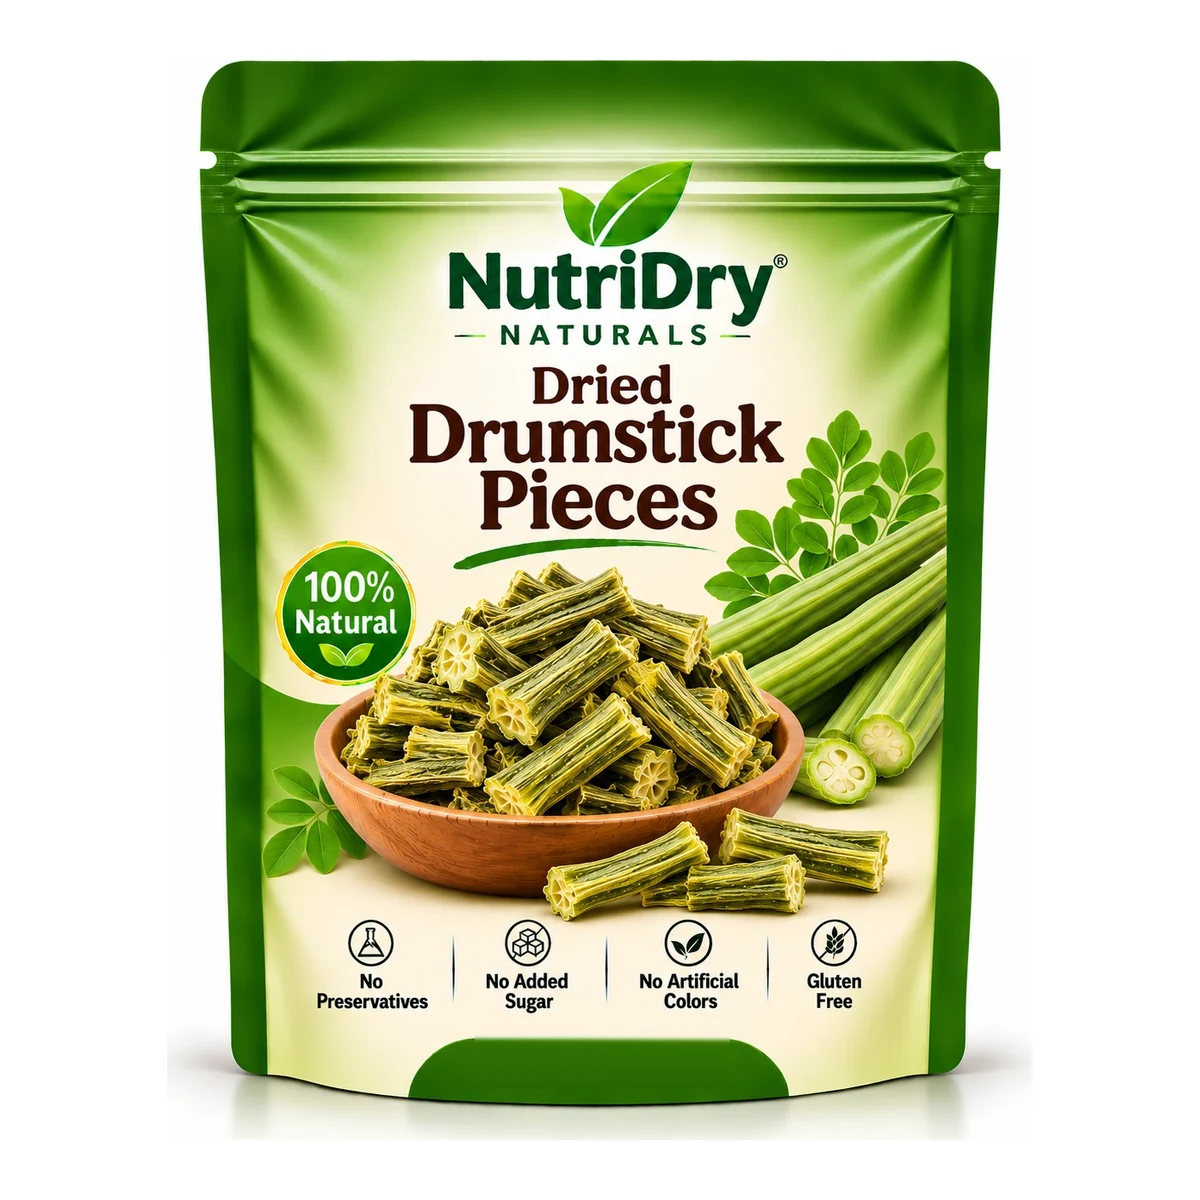 NutriDry®
NATURALS
Dried
Drumstick
Pieces
100%
Natural
No
Preservatives
No Added
Sugar
No Artificial
Colors
Gluten
Free